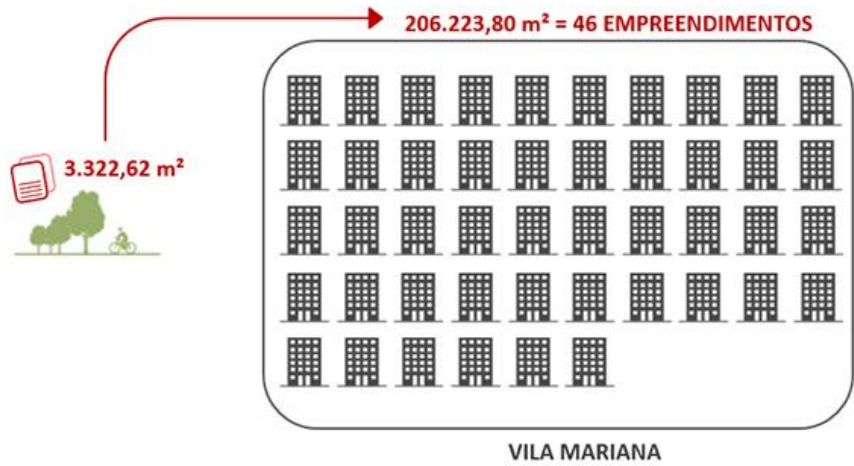 206.223,80 m² = 46 EMPREENDIMENTOS
3.322,62 m²
VILA MARIANA